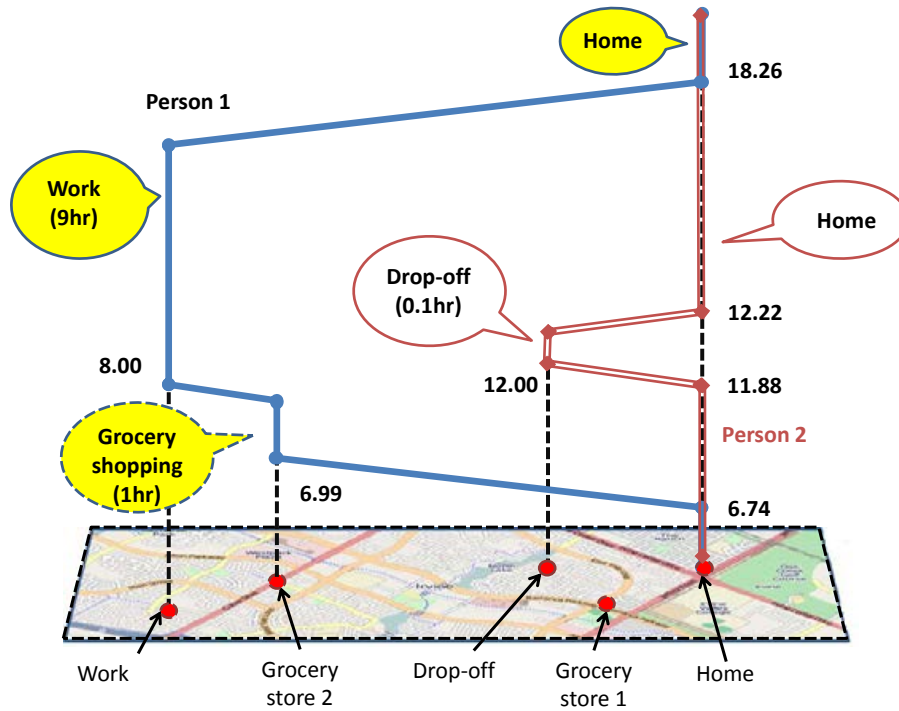 Home
18.26
Person 1
Work
(9hr)
Home
Drop-off
(0.1hr)
12.22
8.00
12.00
11.88
Grocery
shopping
(1hr)
Person 2
6.99
6.74
Irvine
Work
Grocery
store 2
Drop-off
Grocery
store 1
Home